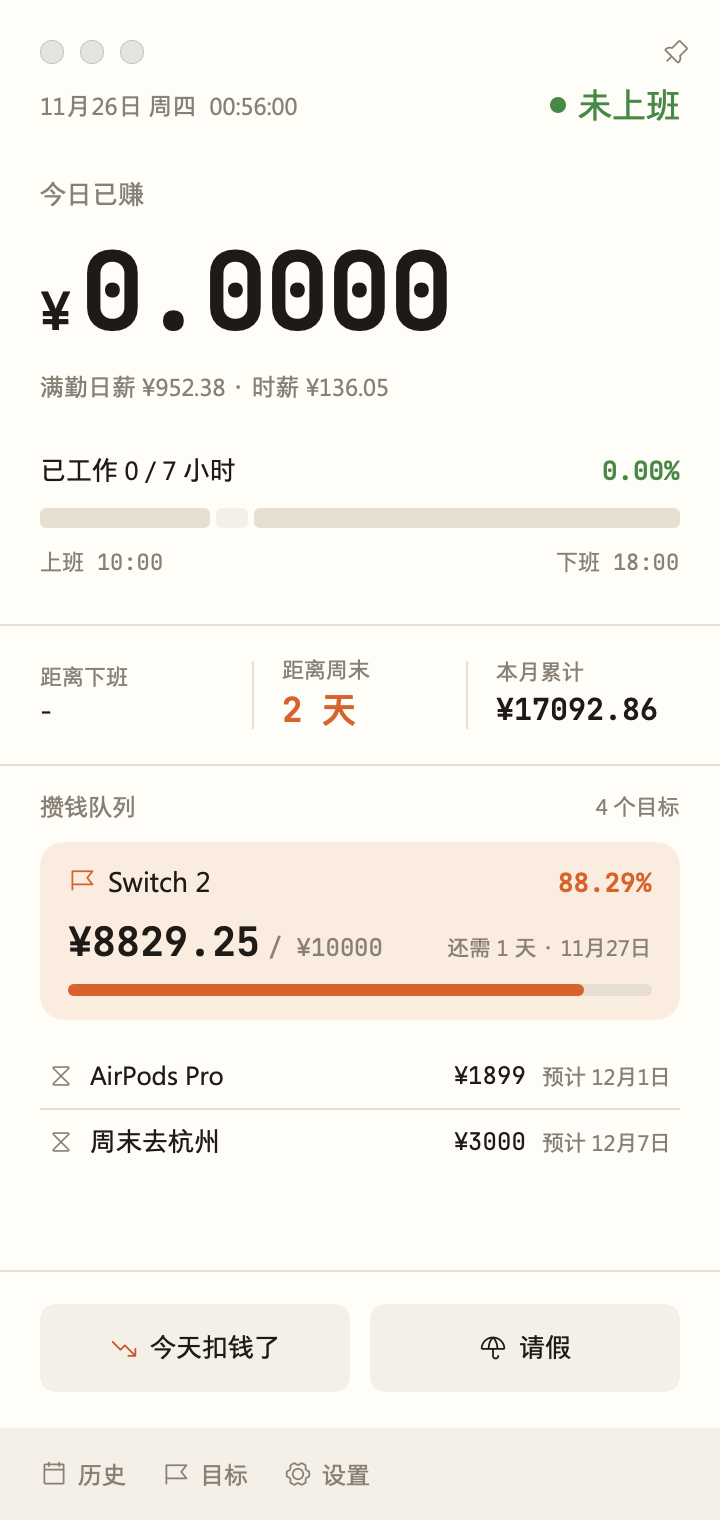 11月26日 周四 00:56:00
未上班
今日已赚
¥0.0000
满勤日薪 ¥952.38 · 时薪 ¥136.05
已工作 0 / 7 小时
0.00%
上班 10:00
下班 18:00
距离下班
-
距离周末
2 天
本月累计
¥17092.86
攒钱队列
4 个目标
Switch 2
88.29%
¥8829.25 / ¥10000
还需 1 天 · 11月27日
AirPods Pro
¥1899 预计 12月1日
周末去杭州
¥3000 预计 12月7日
今天扣钱了
请假
历史
目标
设置